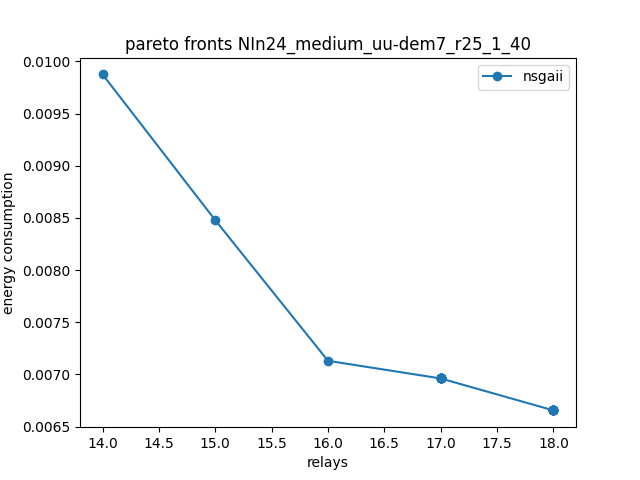 pareto fronts NIn24_medium_uu-dem7_r25_1_40
nsgaii
0.0100
0.0095
0.0090
0.0085
0.0080
0.0075
0.0070
0.0065
energy consumption
14.0 14.5 15.0 15.5 16.0 16.5 17.0 17.5 18.0
relays